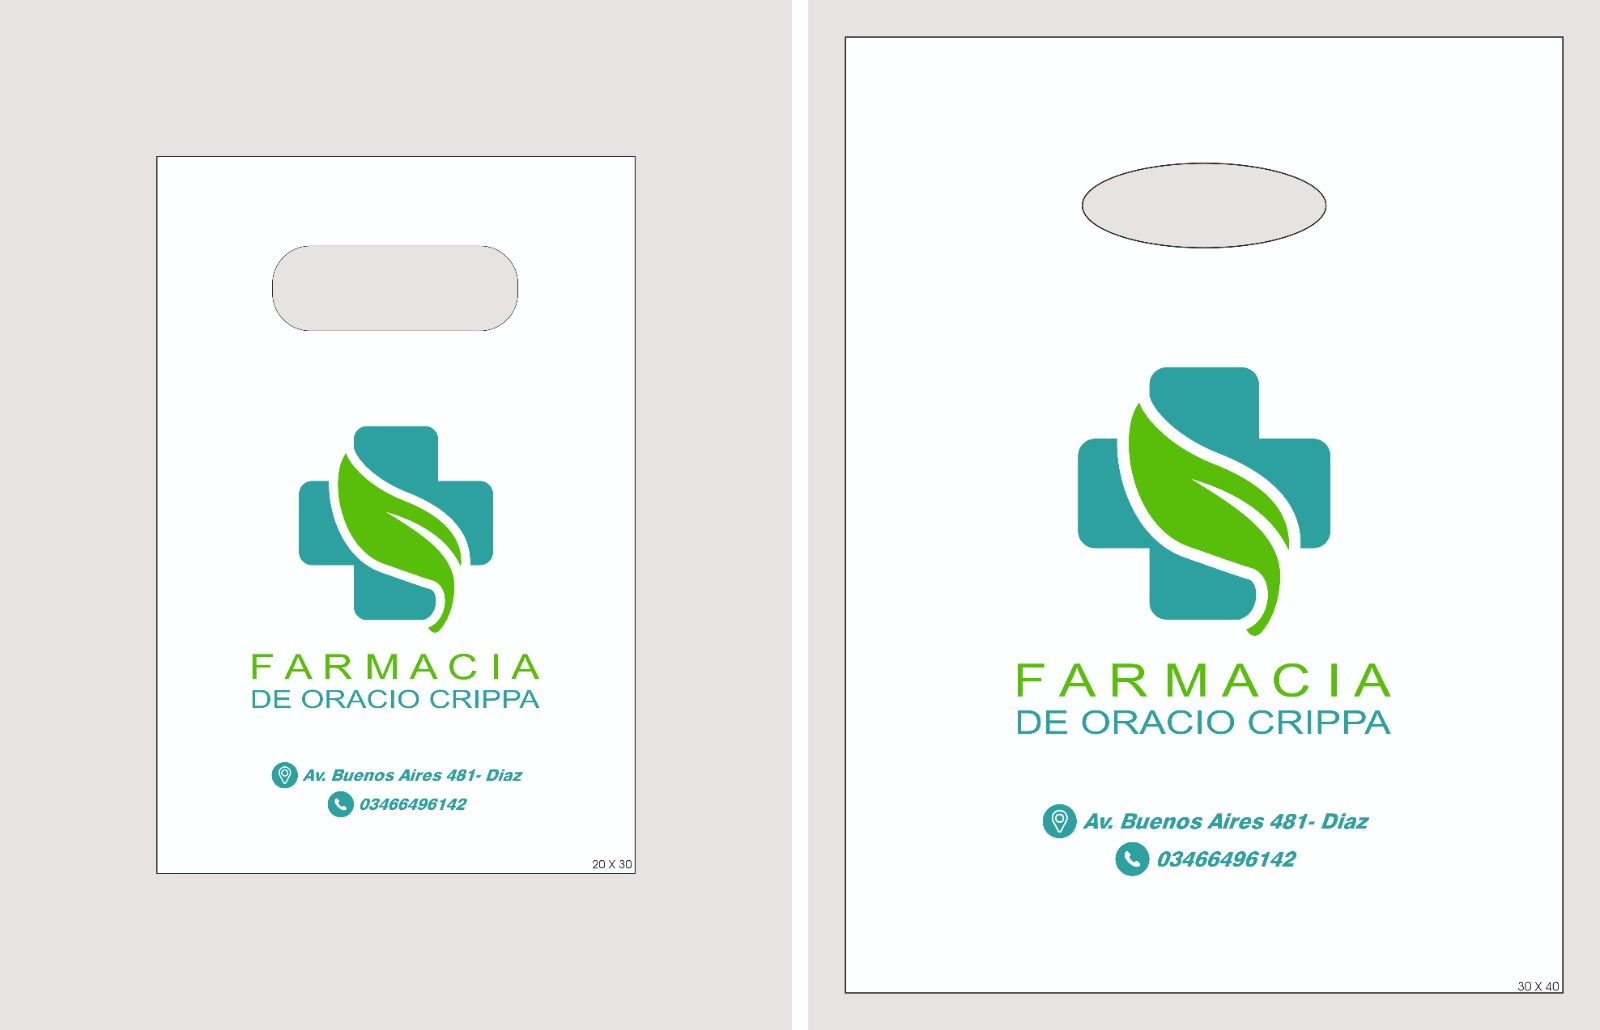 FARMACIA
DE ORACIO CRIPPA
Av. Buenos Aires 481- Diaz
03466496142
20 X 30
FARMACIA
DE ORACIO CRIPPA
Av. Buenos Aires 481- Diaz
03466496142
30 X 40